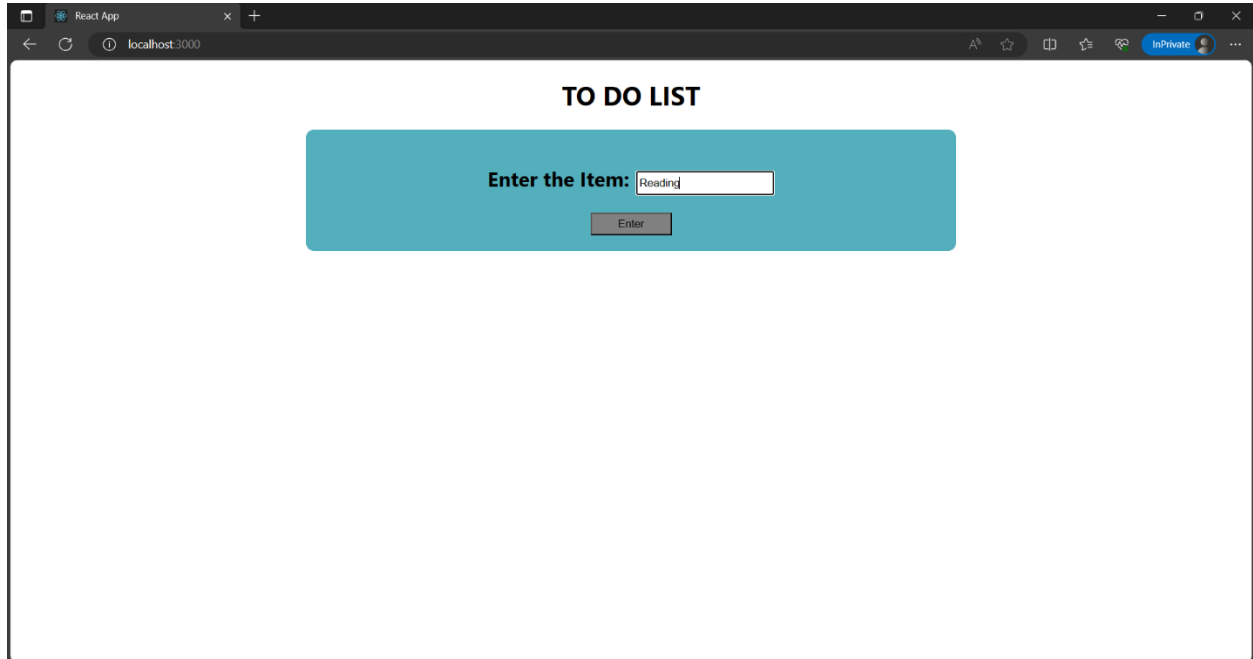 React App
localhost:3000
InPrivate
TO DO LIST
Enter the Item: Reading
Enter